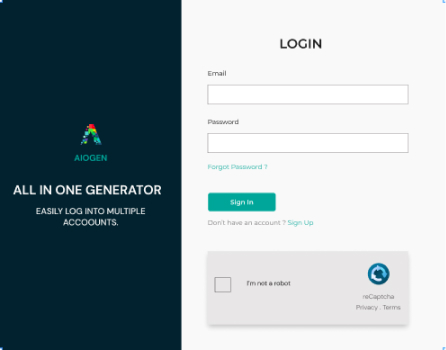 AIOGEN
ALL IN ONE GENERATOR
EASILY LOG INTO MULTIPLE
ACCOOUNTS.
LOGIN
Email
Password
Forgot Password ?
Sign In
Don't have an account ? Sign Up
I'm not a robot
reCaptcha
Privacy . Terms